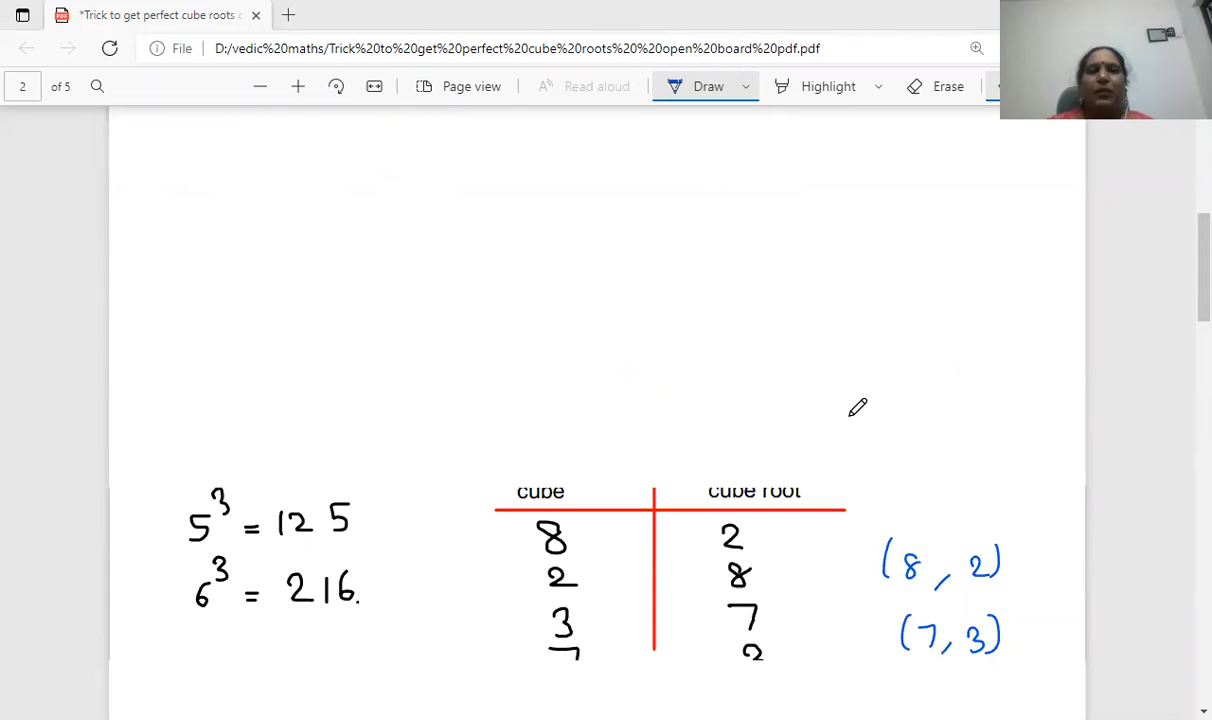 *Trick to get perfect cube roots
File D:/vedic%20maths/Trick%20to%20get%20perfect%20cube%20roots%20%20open%20board%20pdf.pdf
2 of 5 Page view Read aloud Draw Highlight Erase
cube cube root
5³ = 125
8 2
2 8
(8, 2)
6³ = 216.
3 7
(7, 3)
7 3